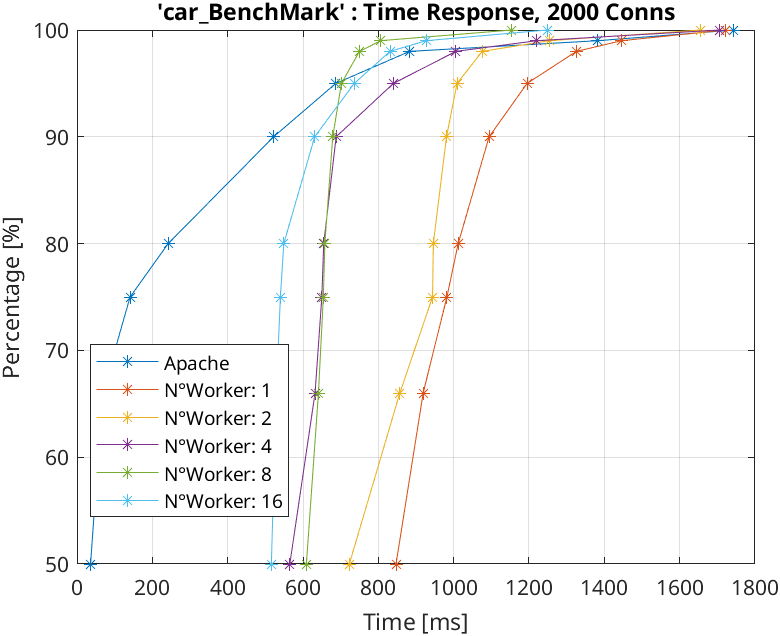 'car_BenchMark' : Time Response, 2000 Conns
Percentage [%]
100
90
80
70
60
50
Apache
N°Worker: 1
N°Worker: 2
N°Worker: 4
N°Worker: 8
N°Worker: 16
0 200 400 600 800 1000 1200 1400 1600 1800
Time [ms]